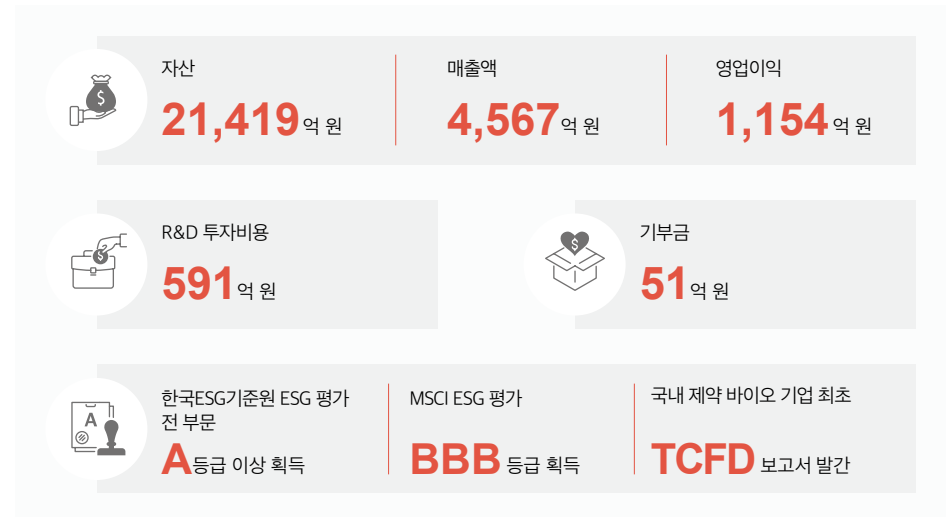 자산
21,419억 원
매출액
4,567억 원
영업이익
1,154억 원
R&D 투자비용
591억 원
기부금
51억 원
한국ESG기준원 ESG 평가
전 부문
A등급 이상 획득
MSCI ESG 평가
BBB 등급 획득
국내 제약 바이오 기업 최초
TCFD 보고서 발간